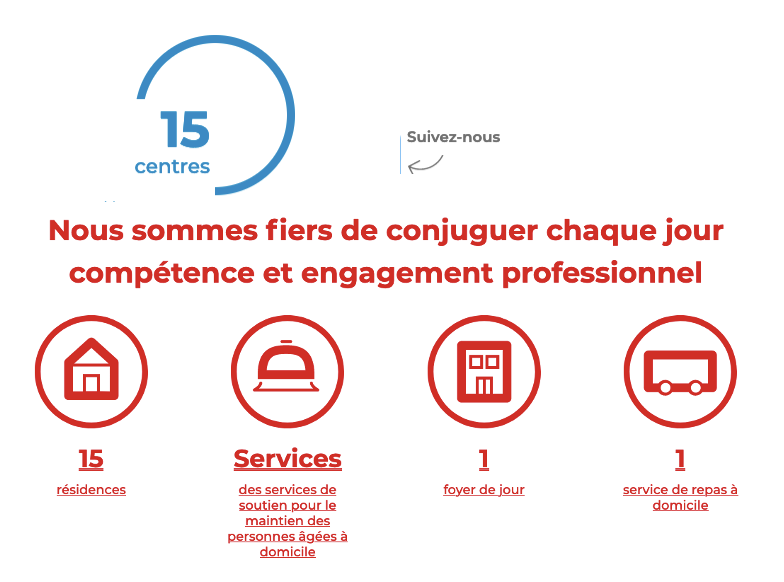 15
centres
Suivez-nous
Nous sommes fiers de conjuguer chaque jour
compétence et engagement professionnel
15
résidences
Services
des services de
soutien pour le
maintien des
personnes âgées à
domicile
1
foyer de jour
1
service de repas à
domicile